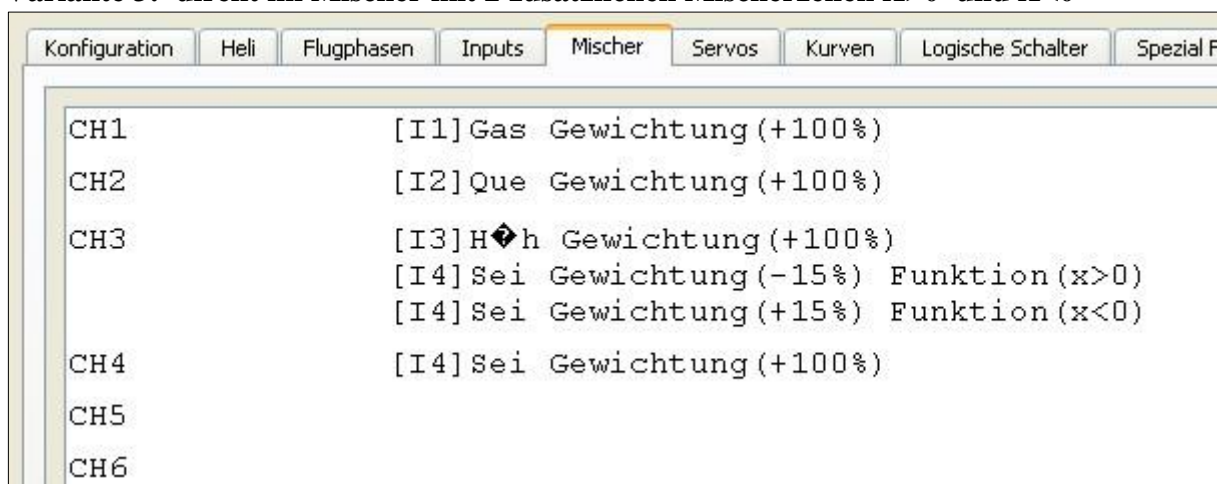 Konfiguration Heli Flugphasen Inputs Mischer Servos Kurven Logische Schalter Spezial F
CH1 [I1]Gas Gewichtung(+100%)
CH2 [I2]Que Gewichtung(+100%)
CH3 [I3]H�h Gewichtung(+100%)
[I4]Sei Gewichtung(-15%) Funktion(x>0)
[I4]Sei Gewichtung(+15%) Funktion(x<0)
CH4 [I4]Sei Gewichtung(+100%)
CH5
CH6